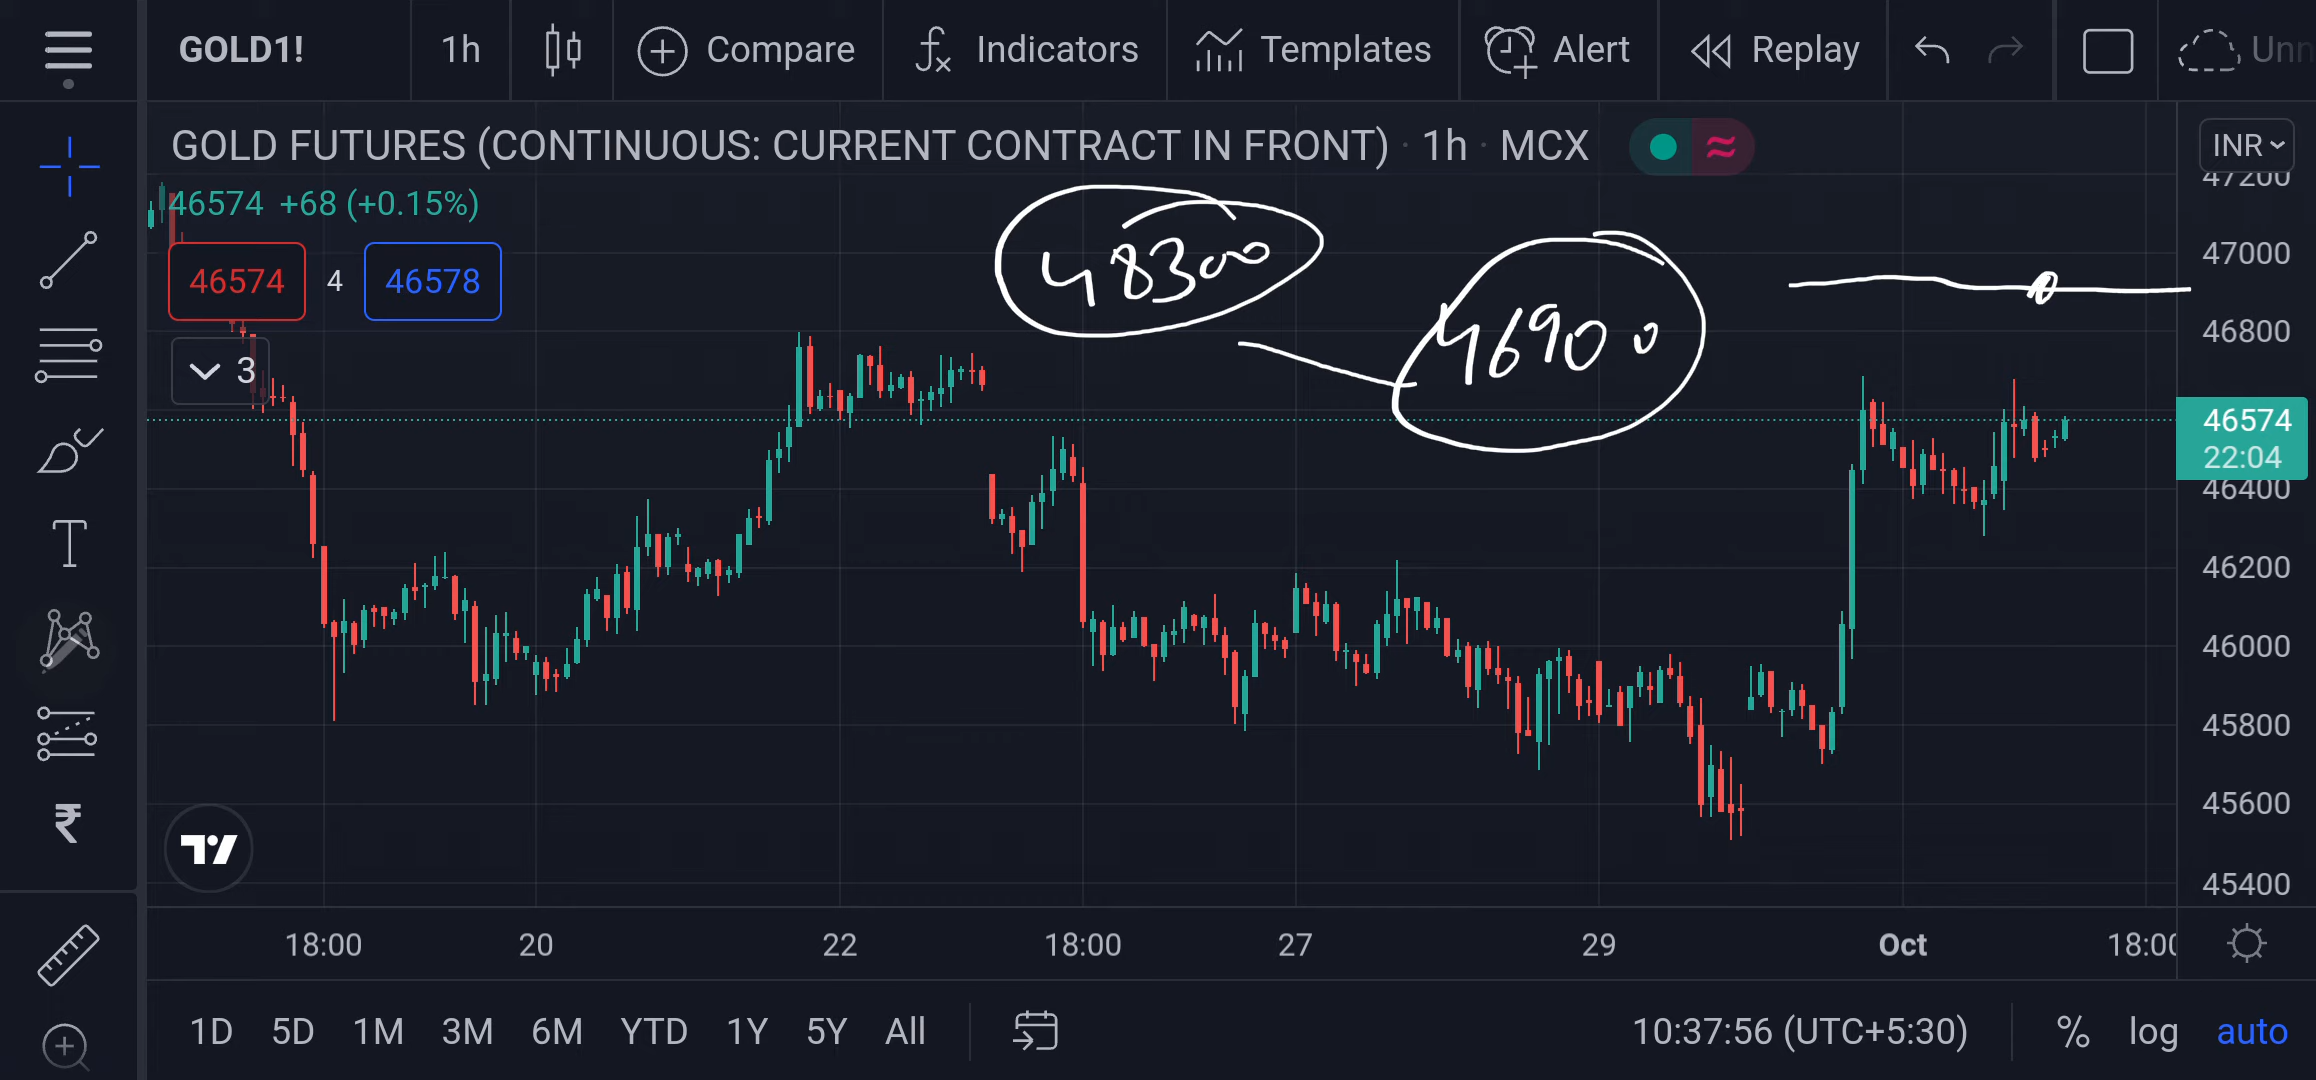 GOLD1! 1h Compare Indicators Templates Alert Replay Unn
GOLD FUTURES (CONTINUOUS: CURRENT CONTRACT IN FRONT) · 1h · MCX INR
46574 +68 (+0.15%)
46574 4 46578
3
48300
46900
47200
47000
46800
46574
22:04
46400
46200
46000
45800
45600
45400
18:00 20 22 18:00 27 29 Oct 18:00
1D 5D 1M 3M 6M YTD 1Y 5Y All 10:37:56 (UTC+5:30) % log auto